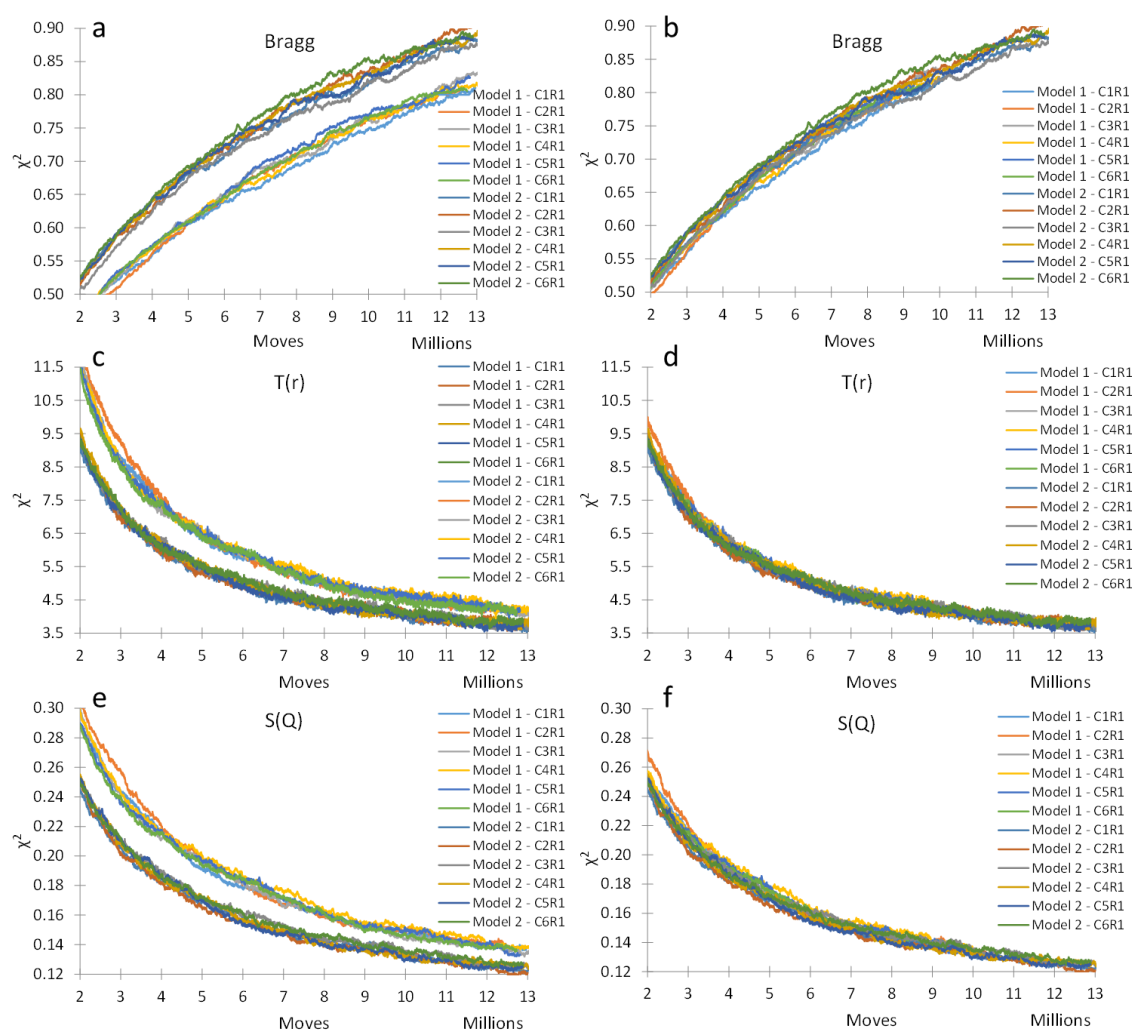 a
Bragg
0.90
0.85
0.80
0.75
0.70
0.65
0.60
0.55
0.50
χ2
Model 1 - C1R1
Model 1 - C2R1
Model 1 - C3R1
Model 1 - C4R1
Model 1 - C5R1
Model 1 - C6R1
Model 2 - C1R1
Model 2 - C2R1
Model 2 - C3R1
Model 2 - C4R1
Model 2 - C5R1
Model 2 - C6R1
2 3 4 5 6 7 8 9 10 11 12 13
Moves Millions
b
Bragg
0.90
0.85
0.80
0.75
0.70
0.65
0.60
0.55
0.50
χ2
Model 1 - C1R1
Model 1 - C2R1
Model 1 - C3R1
Model 1 - C4R1
Model 1 - C5R1
Model 1 - C6R1
Model 2 - C1R1
Model 2 - C2R1
Model 2 - C3R1
Model 2 - C4R1
Model 2 - C5R1
Model 2 - C6R1
2 3 4 5 6 7 8 9 10 11 12 13
Moves Millions
c
T(r)
11.5
10.5
9.5
8.5
7.5
6.5
5.5
4.5
3.5
χ2
Model 1 - C1R1
Model 1 - C2R1
Model 1 - C3R1
Model 1 - C4R1
Model 1 - C5R1
Model 1 - C6R1
Model 2 - C1R1
Model 2 - C2R1
Model 2 - C3R1
Model 2 - C4R1
Model 2 - C5R1
Model 2 - C6R1
2 3 4 5 6 7 8 9 10 11 12 13
Moves Millions
d
T(r)
11.5
10.5
9.5
8.5
7.5
6.5
5.5
4.5
3.5
χ2
Model 1 - C1R1
Model 1 - C2R1
Model 1 - C3R1
Model 1 - C4R1
Model 1 - C5R1
Model 1 - C6R1
Model 2 - C1R1
Model 2 - C2R1
Model 2 - C3R1
Model 2 - C4R1
Model 2 - C5R1
Model 2 - C6R1
2 3 4 5 6 7 8 9 10 11 12 13
Moves Millions
e
S(Q)
0.30
0.28
0.26
0.24
0.22
0.20
0.18
0.16
0.14
0.12
χ2
Model 1 - C1R1
Model 1 - C2R1
Model 1 - C3R1
Model 1 - C4R1
Model 1 - C5R1
Model 1 - C6R1
Model 2 - C1R1
Model 2 - C2R1
Model 2 - C3R1
Model 2 - C4R1
Model 2 - C5R1
Model 2 - C6R1
2 3 4 5 6 7 8 9 10 11 12 13
Moves Millions
f
S(Q)
0.30
0.28
0.26
0.24
0.22
0.20
0.18
0.16
0.14
0.12
χ2
Model 1 - C1R1
Model 1 - C2R1
Model 1 - C3R1
Model 1 - C4R1
Model 1 - C5R1
Model 1 - C6R1
Model 2 - C1R1
Model 2 - C2R1
Model 2 - C3R1
Model 2 - C4R1
Model 2 - C5R1
Model 2 - C6R1
2 3 4 5 6 7 8 9 10 11 12 13
Moves Millions